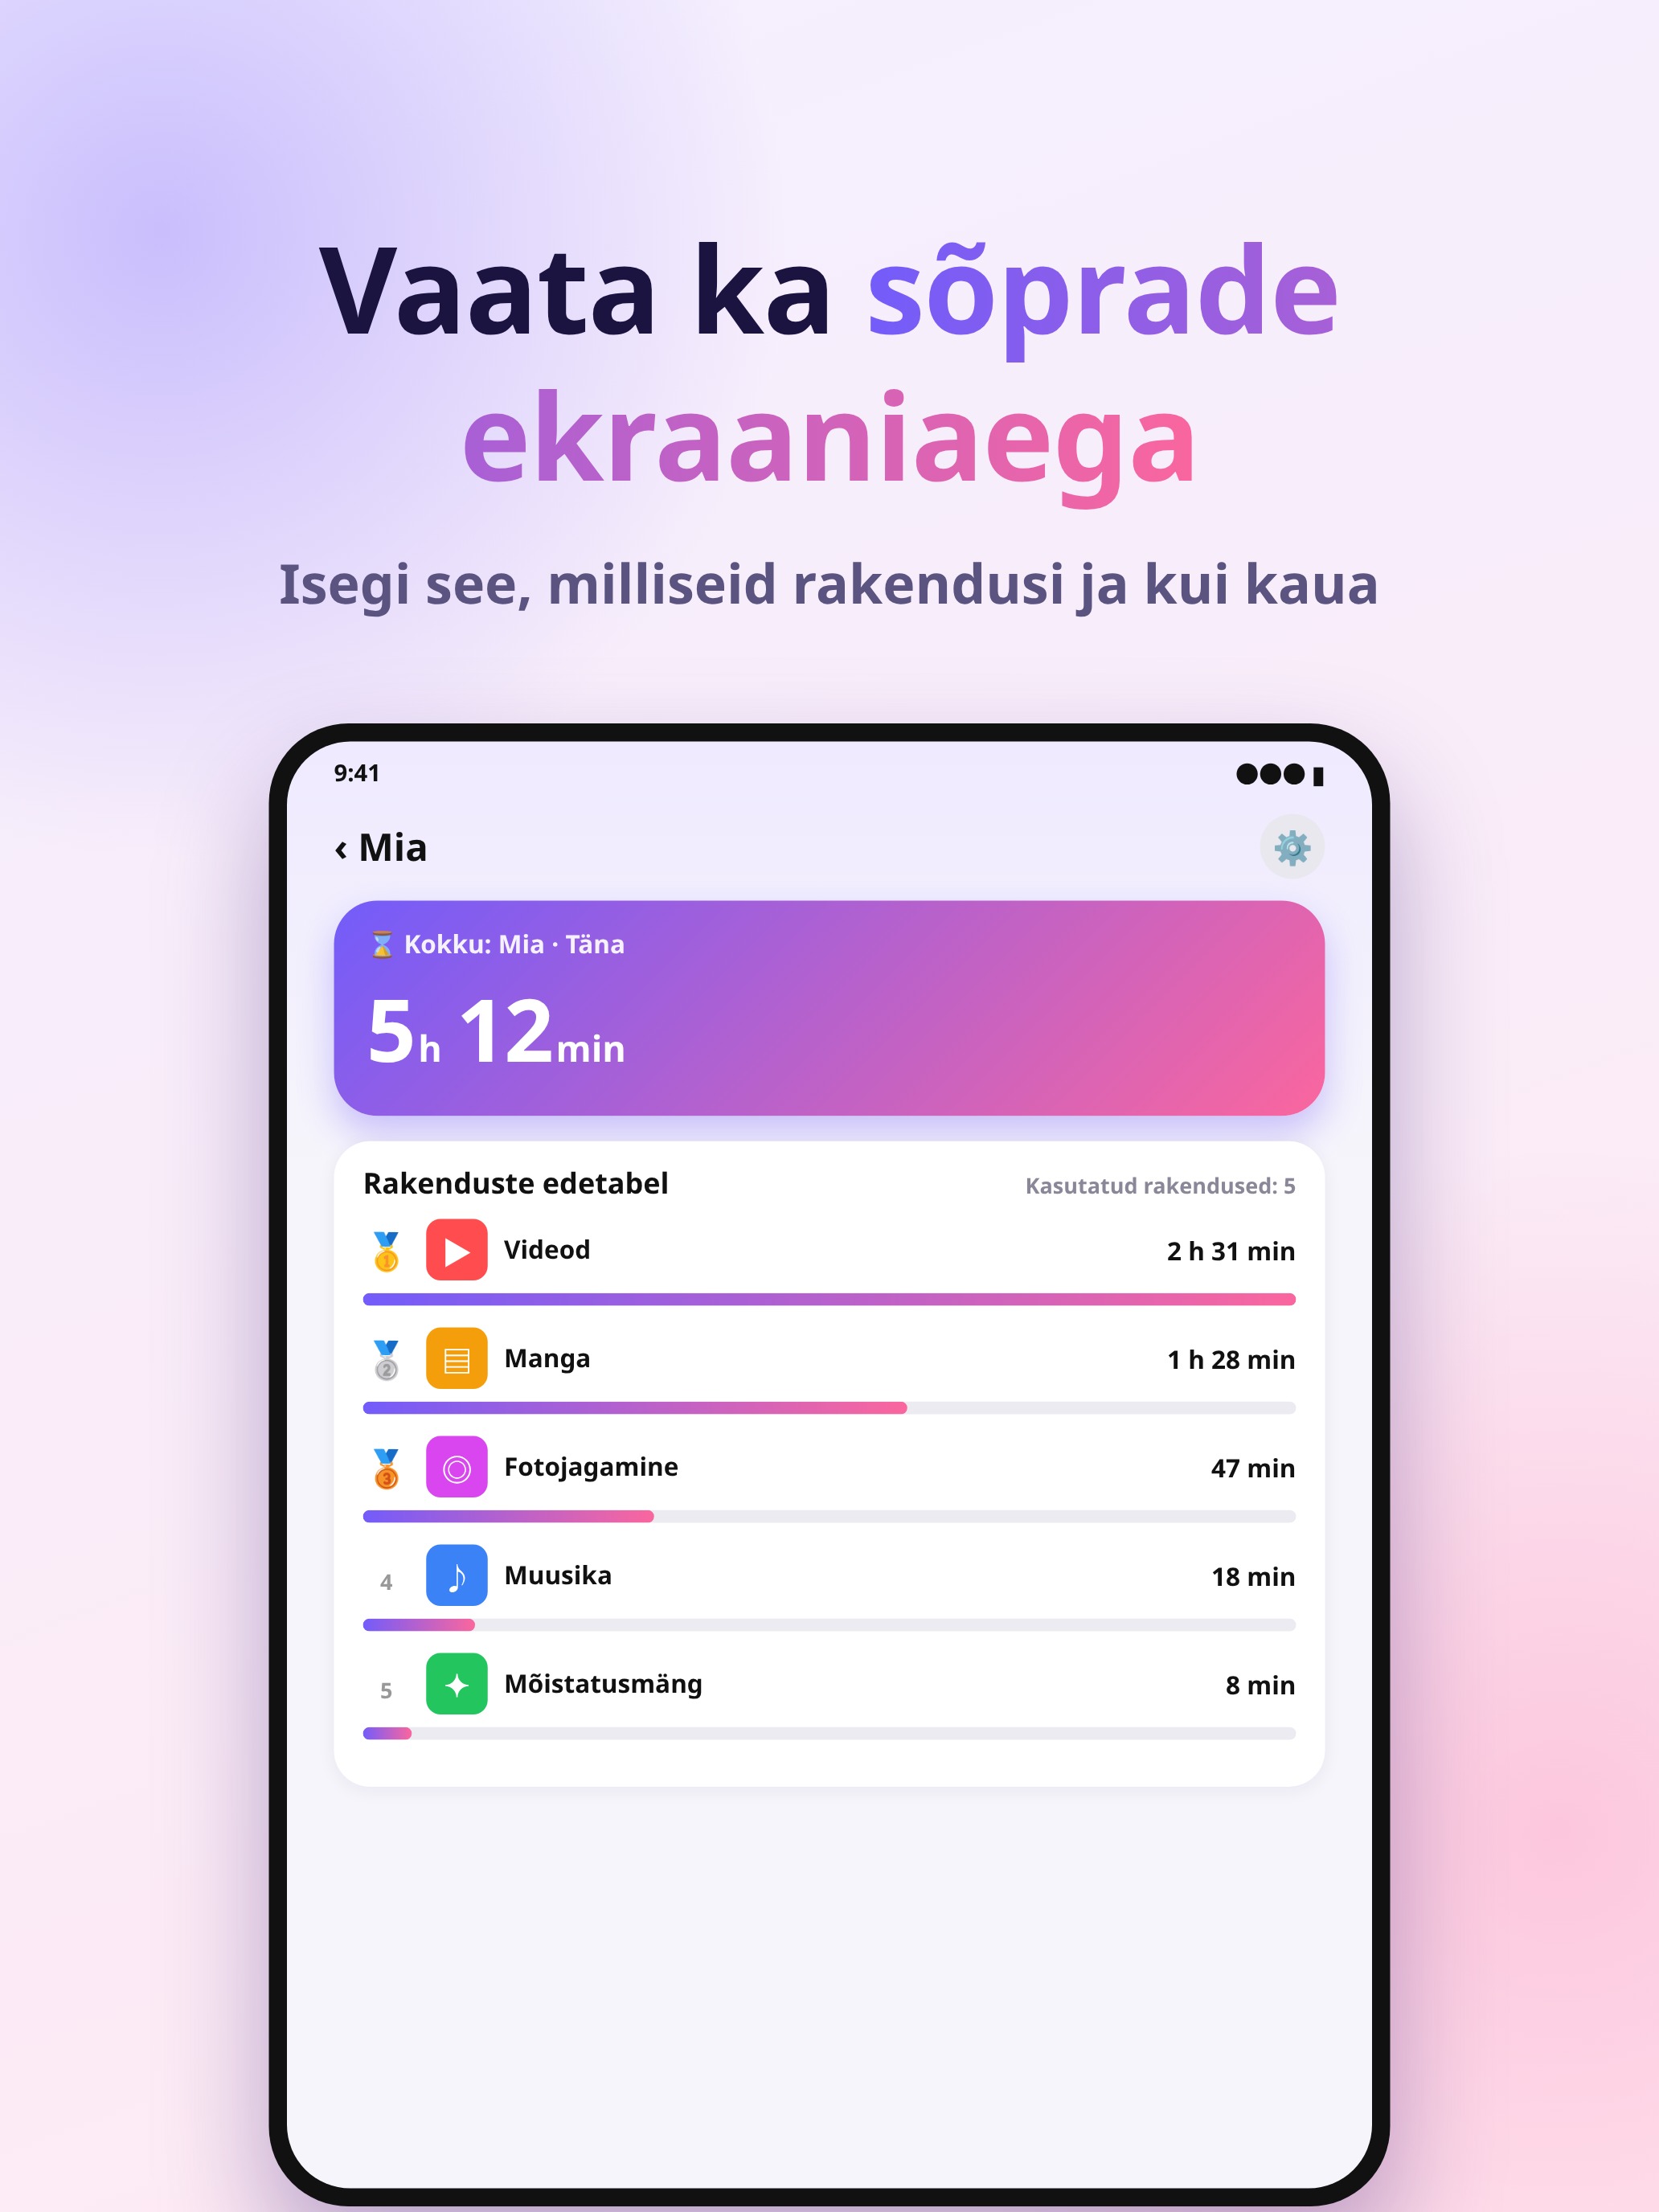 Vaata ka sõprade
ekraaniaega
Isegi see, milliseid rakendusi ja kui kaua
9:41
‹ Mia
⌛ Kokku: Mia · Täna
5h 12min
Rakenduste edetabel
Kasutatud rakendused: 5
🥇 Videod 2 h 31 min
🥈 Manga 1 h 28 min
🥉 Fotojagamine 47 min
4 Muusika 18 min
5 Mõistatusmäng 8 min